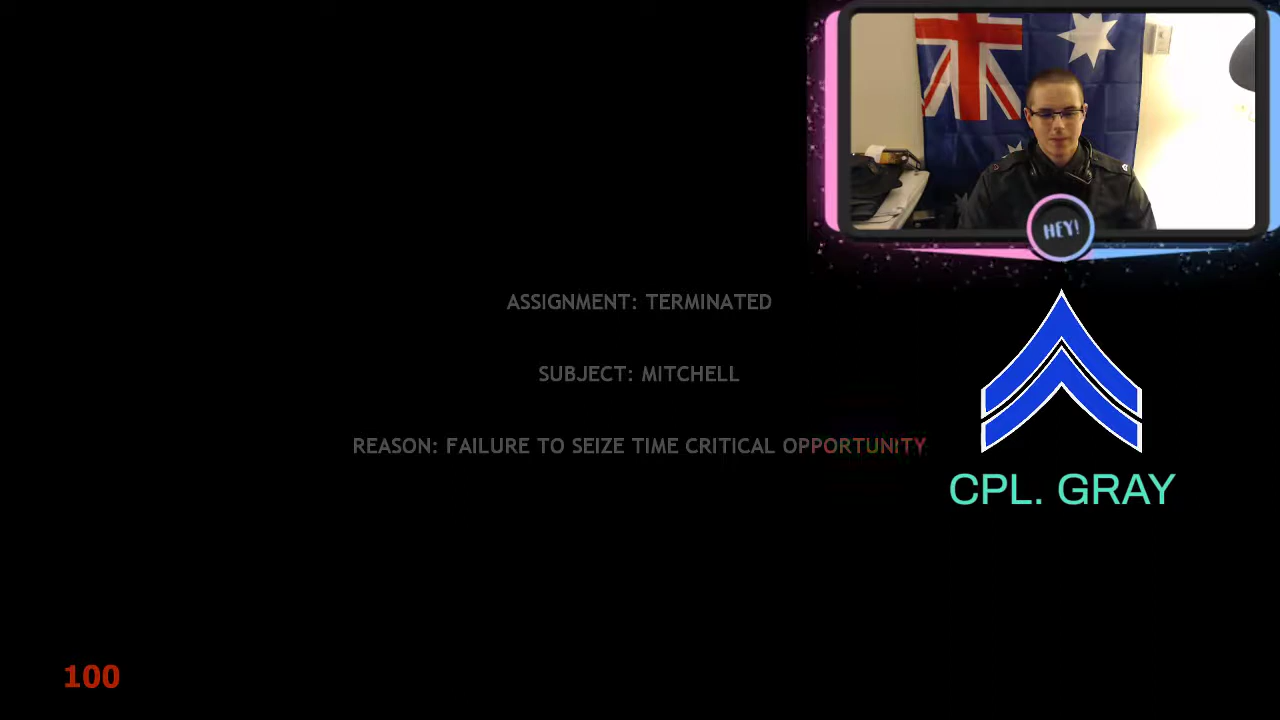 HEY!
ASSIGNMENT: TERMINATED
SUBJECT: MITCHELL
REASON: FAILURE TO SEIZE TIME CRITICAL OPPORTUNITY
CPL. GRAY
100